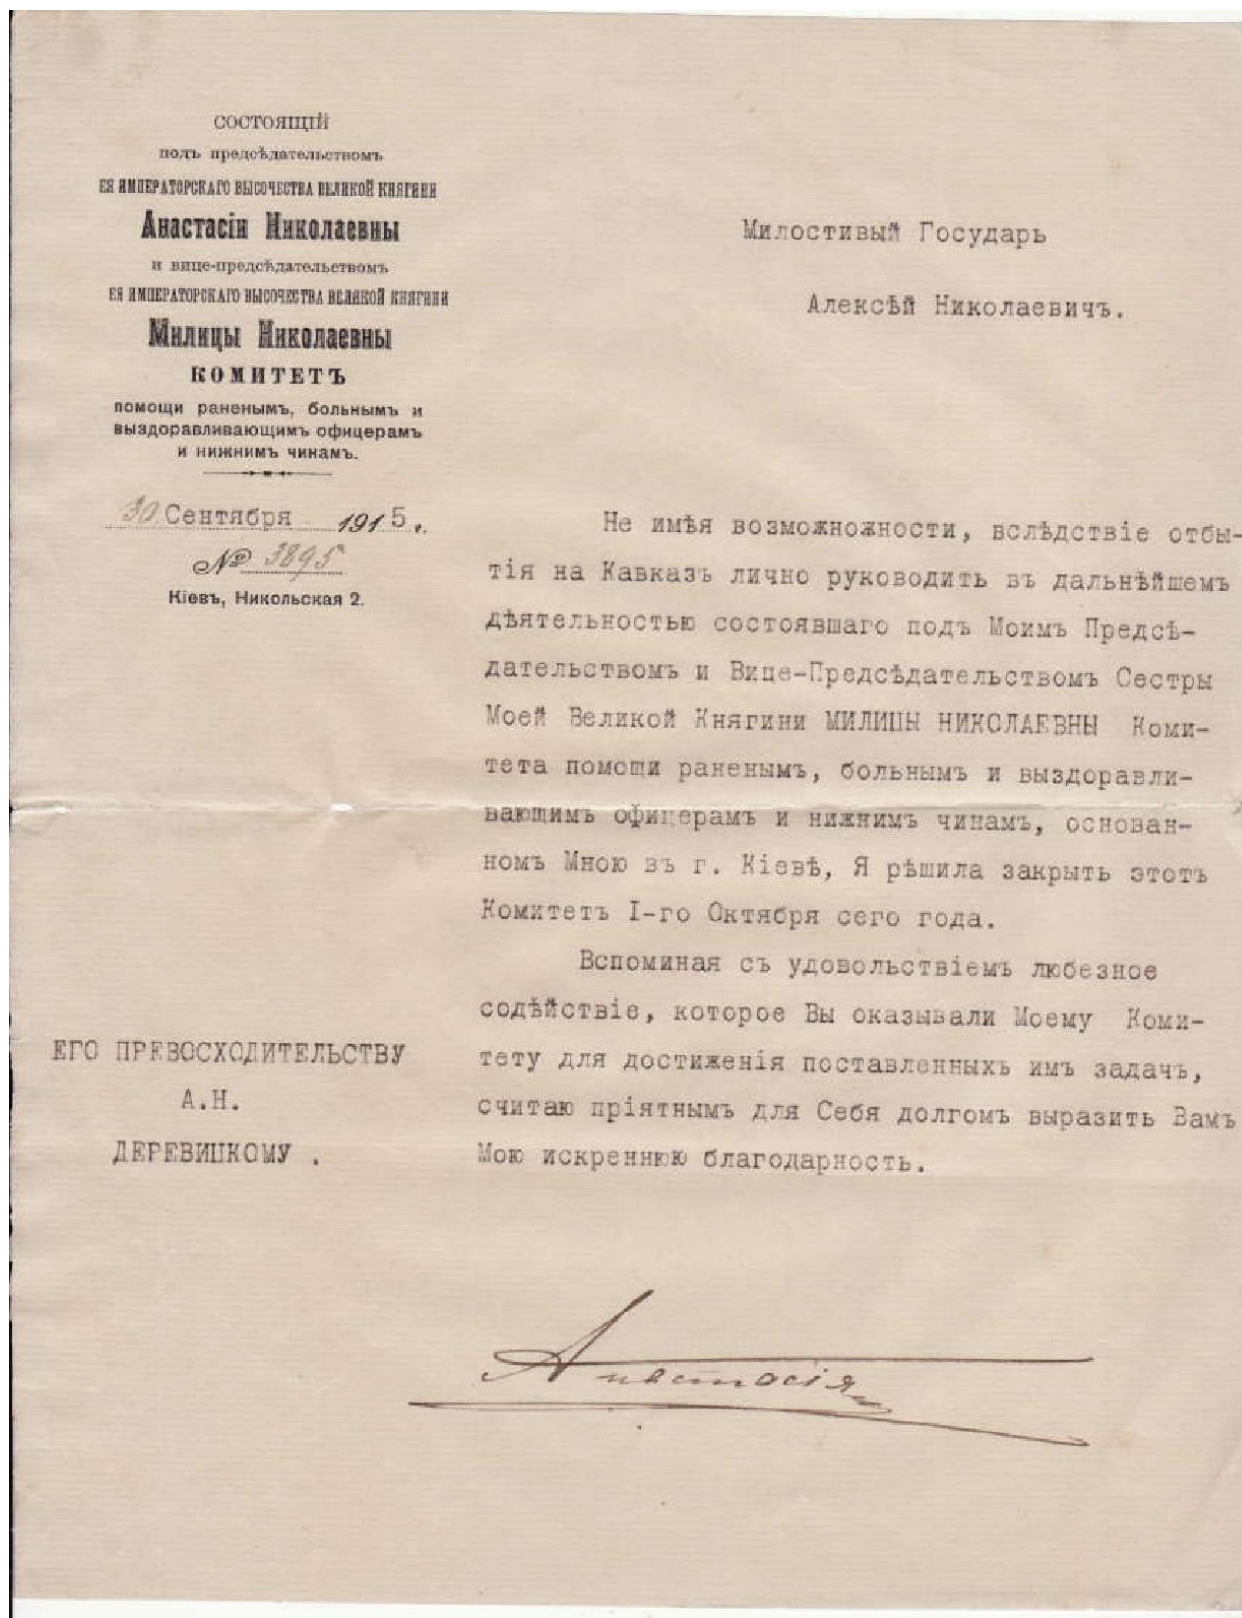 СОСТОЯЩІЙ
подъ предсѣдательствомъ
ЕЯ ИМПЕРАТОРСКАГО ВЫСОЧЕСТВА ВЕЛИКОЙ КНЯГИНИ
Анастасіи Николаевны
и вице-предсѣдательствомъ
ЕЯ ИМПЕРАТОРСКАГО ВЫСОЧЕСТВА ВЕЛИКОЙ КНЯГИНИ
Милицы Николаевны
КОМИТЕТЪ
помощи раненымъ, больнымъ и
выздоравливающимъ офицерамъ
и нижнимъ чинамъ.
30 Сентября 1915.
№ 3895
Кіевъ, Никольская 2.
Милостивый Государь
Алексѣй Николаевичъ.
Не имѣя возможножности, вслѣдствіе отбы-
тія на Кавказъ лично руководить въ дальнѣйшемъ
дѣятельностью состоявшаго подъ Моимъ Предсѣ-
дательствомъ и Вице-Предсѣдательствомъ Сестры
Моей Великой Княгини МИЛИЦЫ НИКОЛАЕВНЫ Коми-
тета помощи раненымъ, больнымъ и выздоравли-
вающимъ офицерамъ и нижнимъ чинамъ, основан-
номъ Мною въ г. Кіевѣ, Я рѣшила закрыть этотъ
Комитетъ I-го Октября сего года.
Вспоминая съ удовольствіемъ любезное
содѣйствіе, которое Вы оказывали Моему Коми-
тету для достиженія поставленныхъ имъ задачъ,
считаю пріятнымъ для Себя долгомъ выразить Вамъ
Мою искреннюю благодарность.
ЕГО ПРЕВОСХОДИТЕЛЬСТВУ
А.Н.
ДЕРЕВИЦКОМУ .
Анастасія